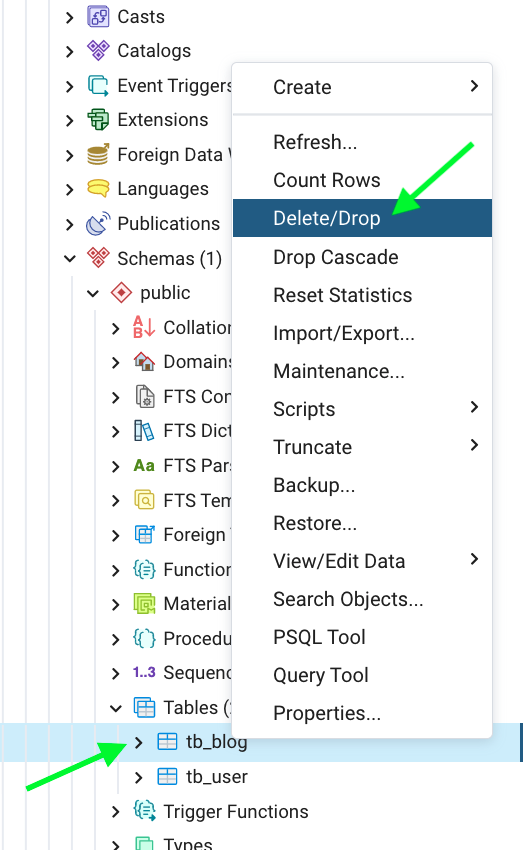 Casts
Catalogs
Event Triggers
Extensions
Foreign Data
Languages
Publications
Schemas (1)
public
A
B
Collation
Domains
FTS Con
FTS Dict
Aa FTS Pars
FTS Tem
Foreign
Function
Material
Procedu
1..3 Sequenc
Tables (
tb_blog
tb_user
Trigger Functions
Types
Create
Refresh...
Count Rows
Delete/Drop
Drop Cascade
Reset Statistics
Import/Export...
Maintenance...
Scripts
Truncate
Backup...
Restore...
View/Edit Data
Search Objects...
PSQL Tool
Query Tool
Properties...